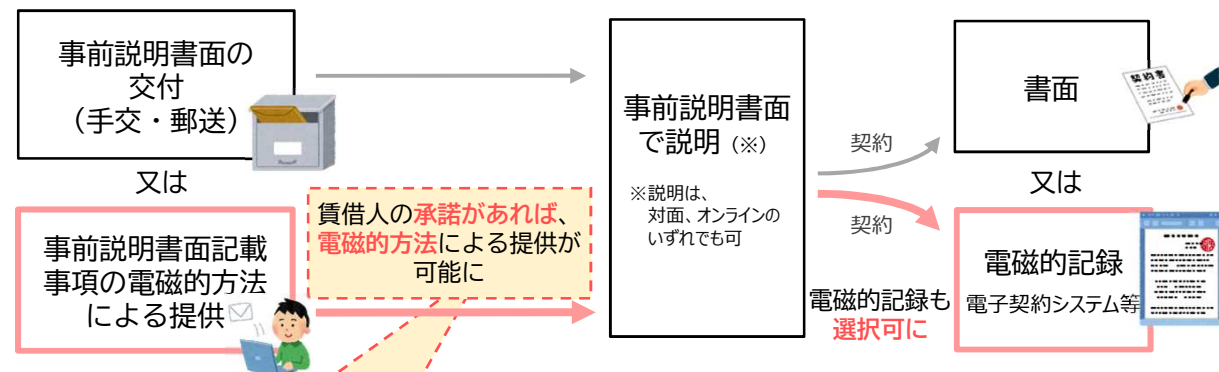 事前説明書面の
交付
（手交・郵送）
又は
事前説明書面記載
事項の電磁的方法
による提供
賃借人の承諾があれば、
電磁的方法による提供が
可能に
事前説明書面
で説明（※）
※説明は、
対面、オンラインの
いずれでも可
契約
契約
電磁的記録も
選択可に
書面
契約書
又は
電磁的記録
電子契約システム等